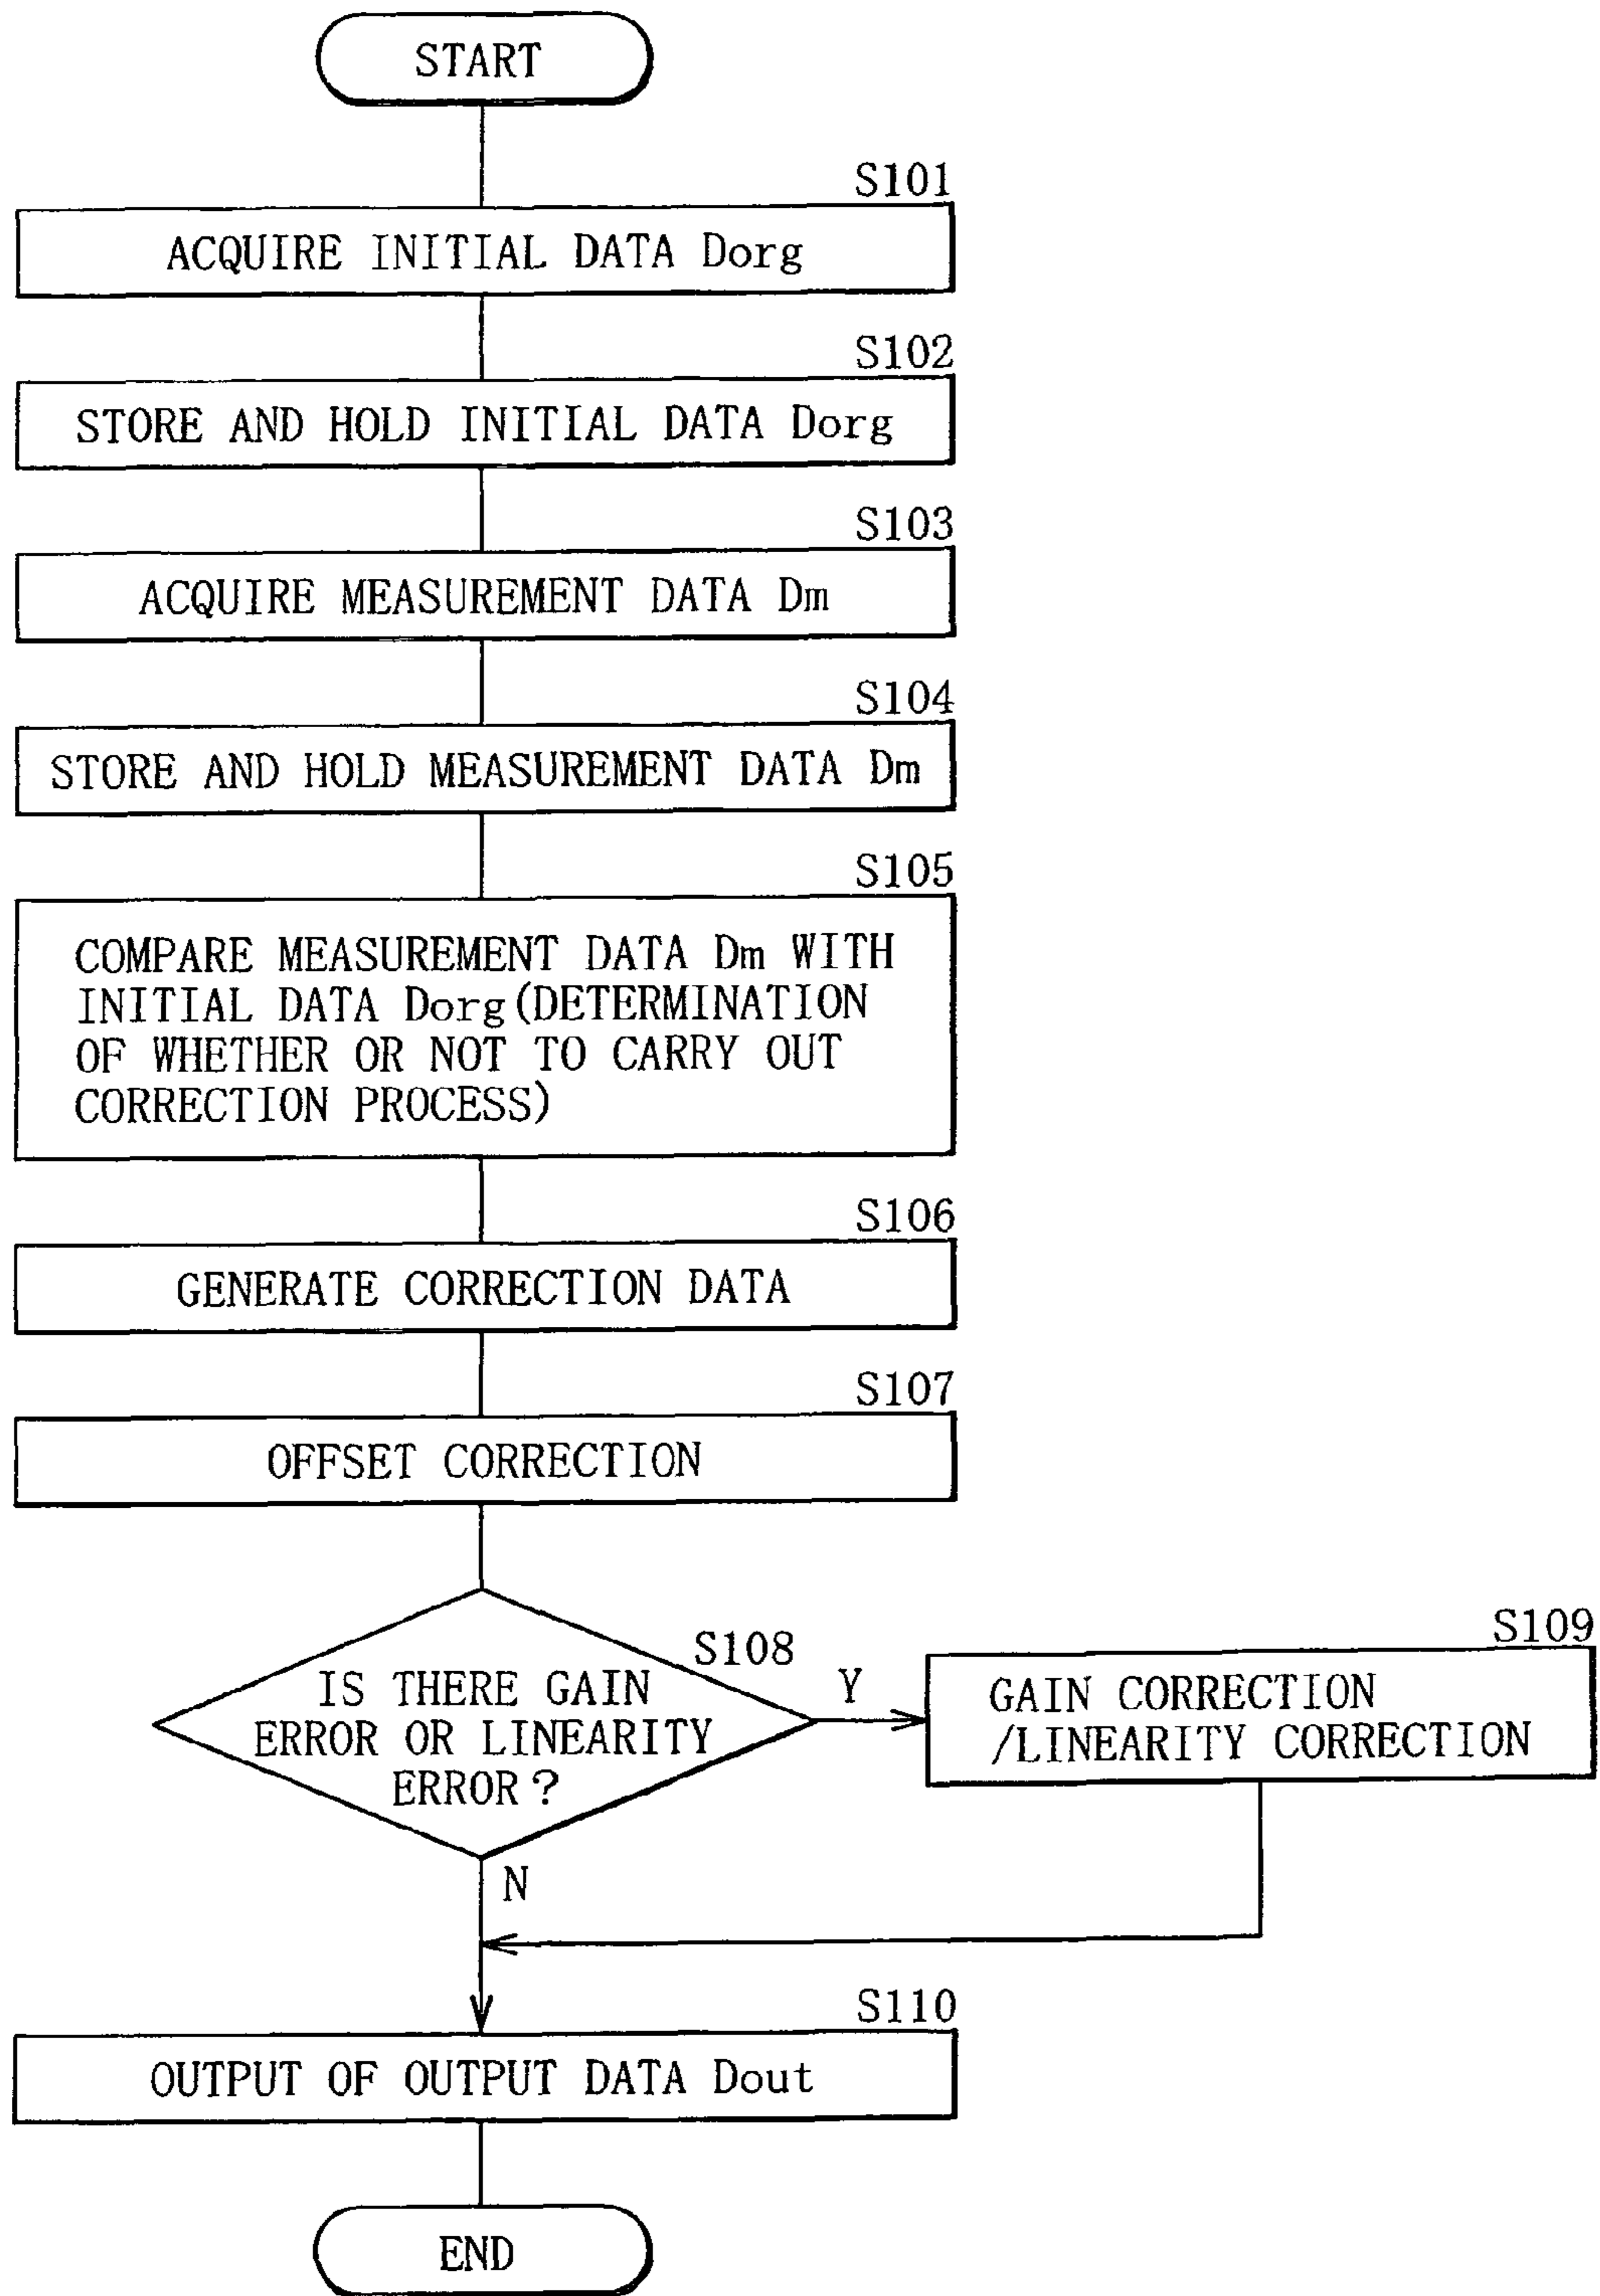 START
S101
ACQUIRE INITIAL DATA Dorg
S102
STORE AND HOLD INITIAL DATA Dorg
S103
ACQUIRE MEASUREMENT DATA Dm
S104
STORE AND HOLD MEASUREMENT DATA Dm
S105
COMPARE MEASUREMENT DATA Dm WITH
INITIAL DATA Dorg(DETERMINATION
OF WHETHER OR NOT TO CARRY OUT
CORRECTION PROCESS)
S106
GENERATE CORRECTION DATA
S107
OFFSET CORRECTION
S108
IS THERE GAIN
ERROR OR LINEARITY
ERROR?
Y
S109
GAIN CORRECTION
/LINEARITY CORRECTION
N
S110
OUTPUT OF OUTPUT DATA Dout
END